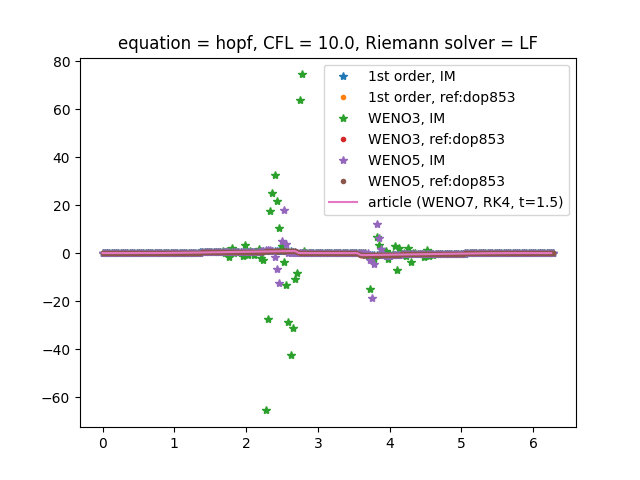 equation = hopf, CFL = 10.0, Riemann solver = LF
80
60
40
20
0
−20
−40
−60
1st order, IM
1st order, ref:dop853
WENO3, IM
WENO3, ref:dop853
WENO5, IM
WENO5, ref:dop853
article (WENO7, RK4, t=1.5)
0 1 2 3 4 5 6